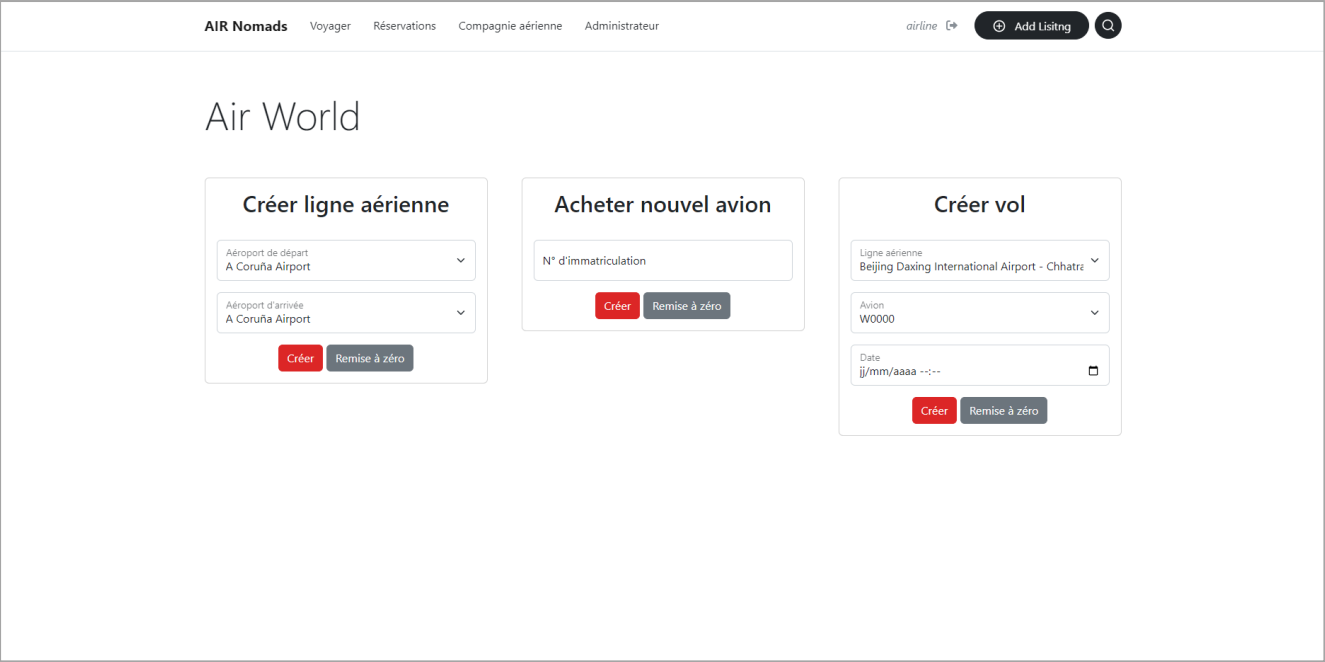 AIR Nomads Voyager Réservations Compagnie aérienne Administrateur airline Add Lisitng
Air World
Créer ligne aérienne
Aéroport de départ
A Coruña Airport
Aéroport d'arrivée
A Coruña Airport
Créer Remise à zéro
Acheter nouvel avion
N° d'immatriculation
Créer Remise à zéro
Créer vol
Ligne aérienne
Beijing Daxing International Airport - Chhatra
Avion
W0000
Date
jj/mm/aaaa --:--
Créer Remise à zéro